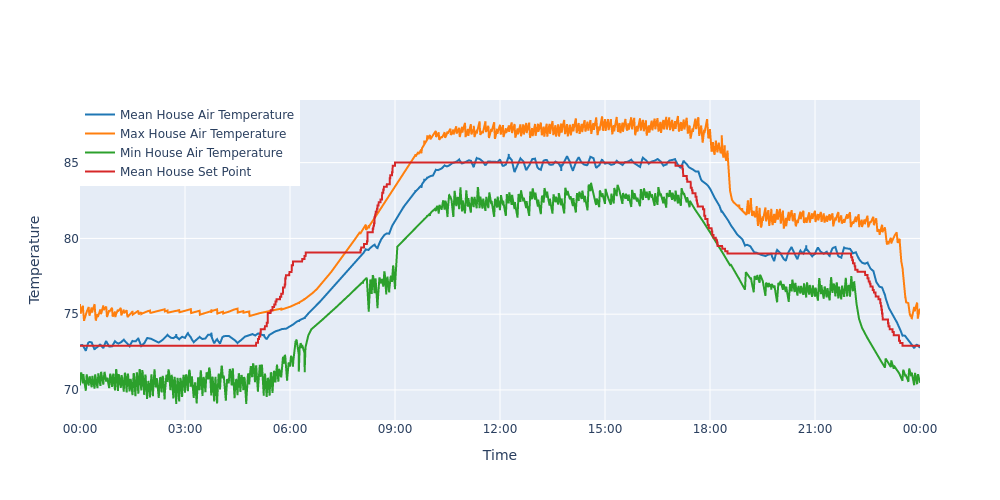 Mean House Air Temperature
Max House Air Temperature
Min House Air Temperature
Mean House Set Point
85
80
75
70
Temperature
00:00
03:00
06:00
09:00
12:00
15:00
18:00
21:00
00:00
Time